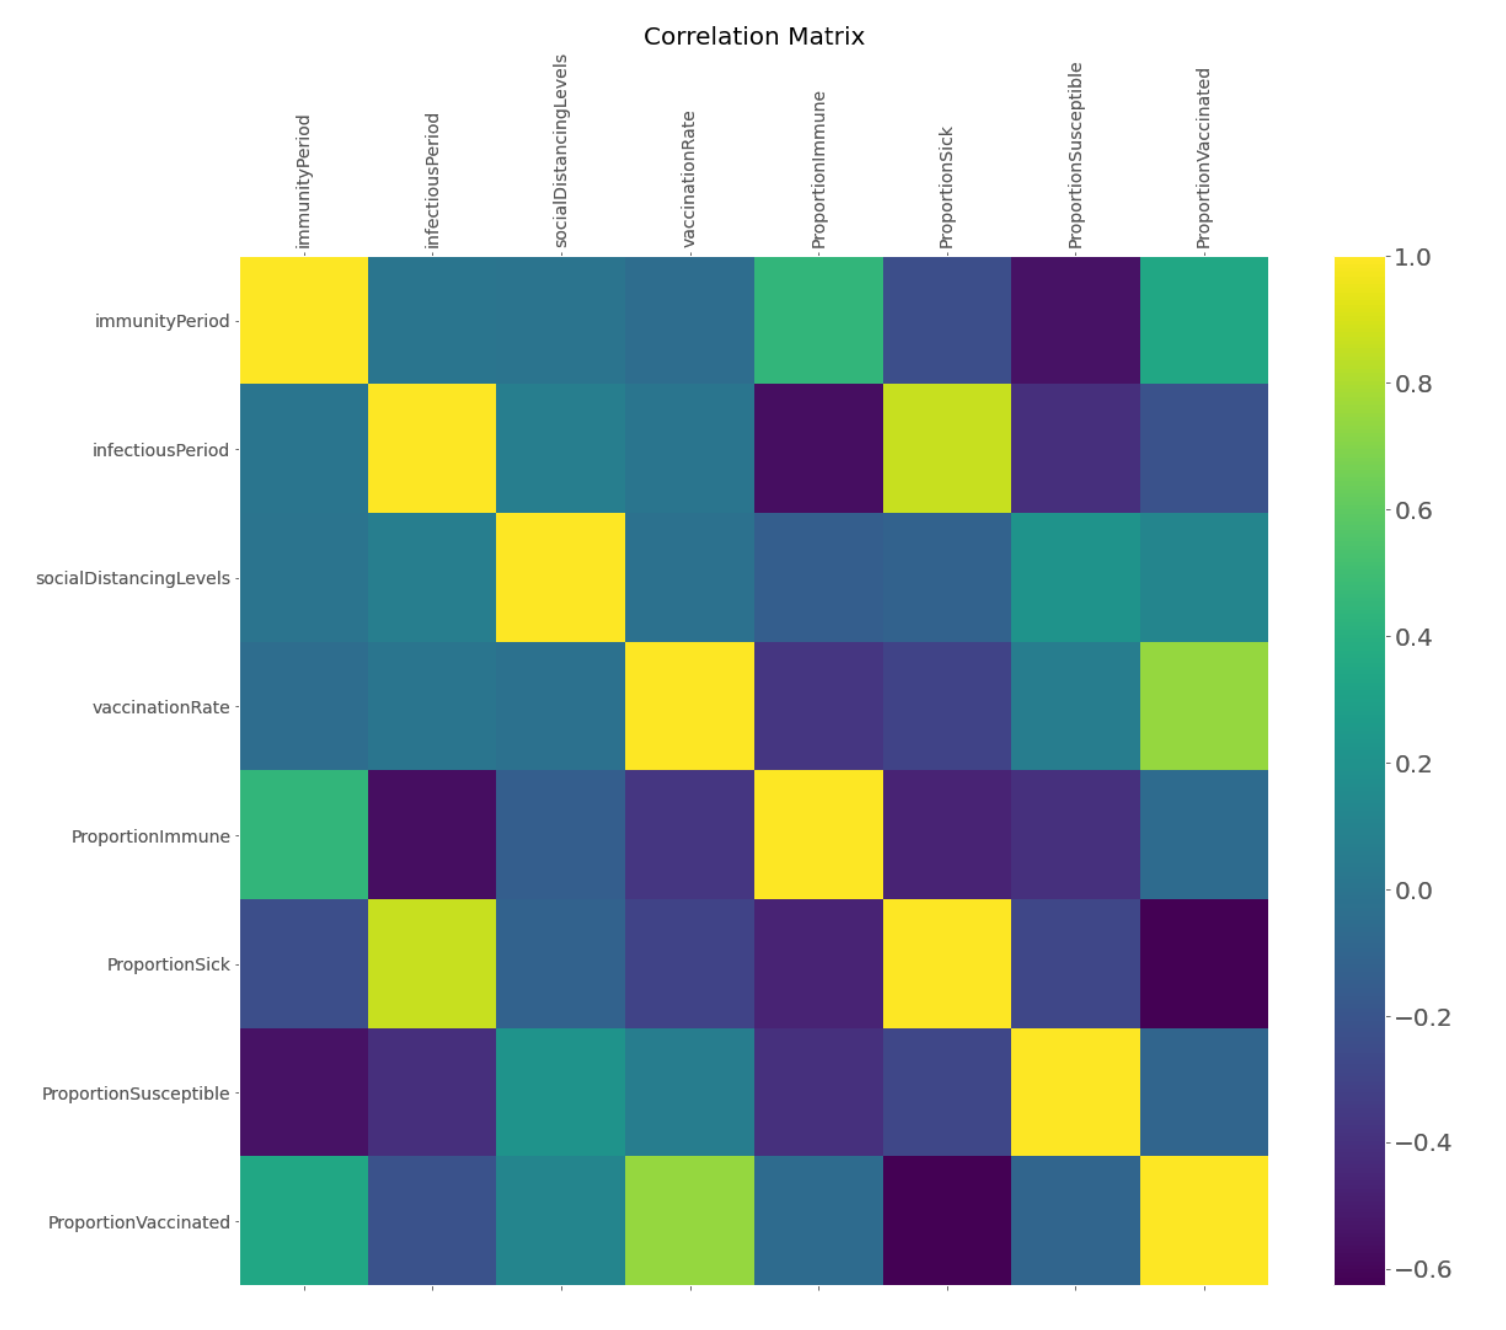 Correlation Matrix
immunityPeriod
infectiousPeriod
socialDistancingLevels
vaccinationRate
ProportionImmune
ProportionSick
ProportionSusceptible
ProportionVaccinated
immunityPeriod
infectiousPeriod
socialDistancingLevels
vaccinationRate
ProportionImmune
ProportionSick
ProportionSusceptible
ProportionVaccinated
1.0
0.8
0.6
0.4
0.2
0.0
−0.2
−0.4
−0.6